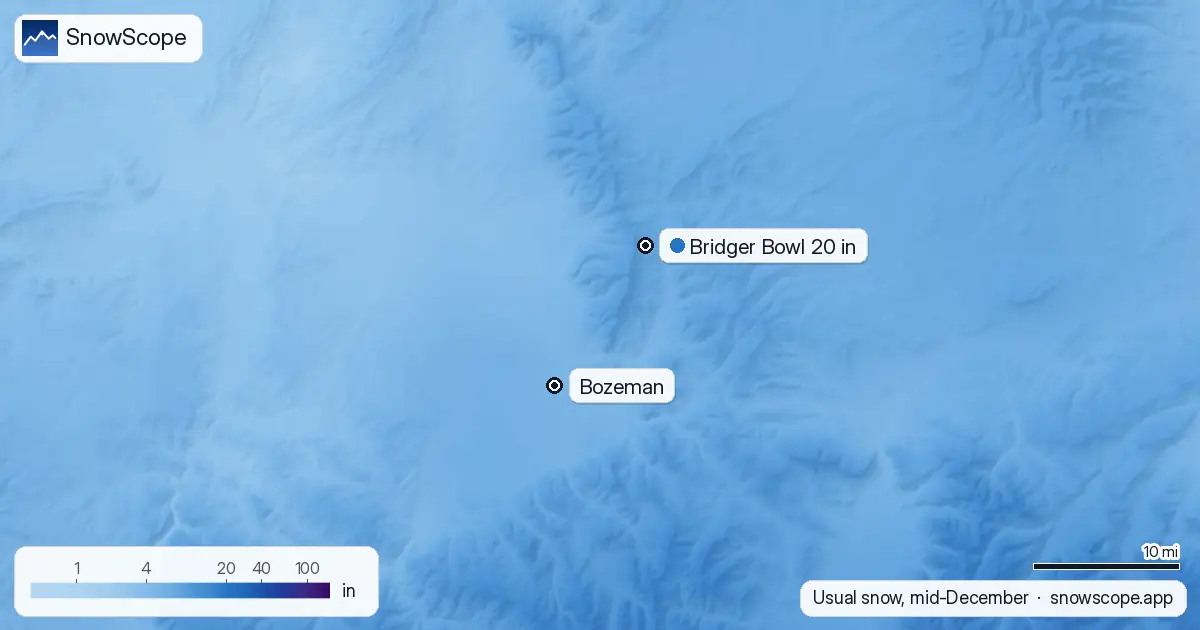 SnowScope
Bridger Bowl 20 in
Bozeman
1 4 20 40 100
in
10 mi
Usual snow, mid-December · snowscope.app